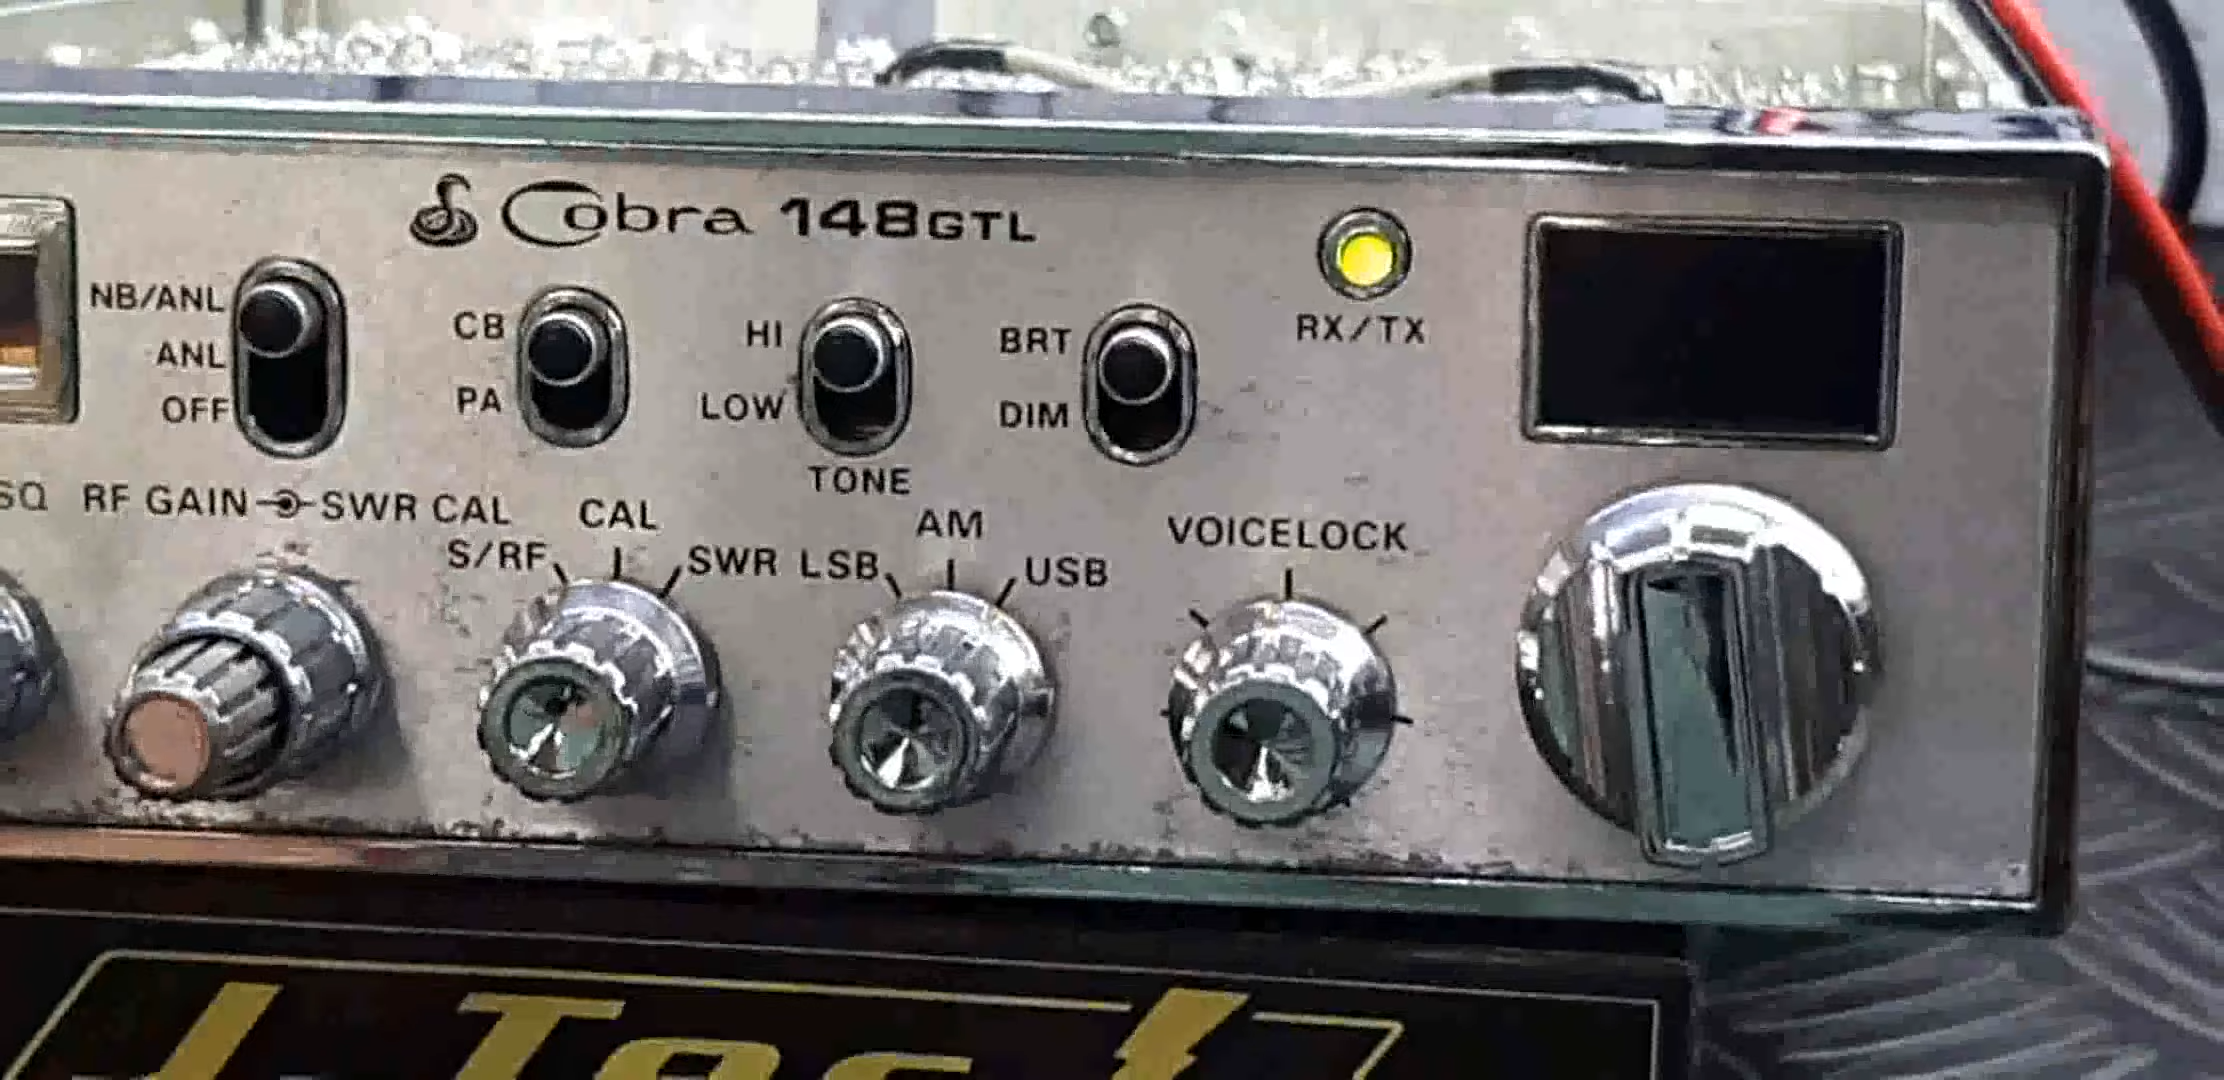 Cobra 148GTL
NB/ANL
ANL
OFF
CB
PA
HI
LOW
TONE
BRT
DIM
RX/TX
SQ RF GAIN SWR CAL
S/RF CAL SWR
LSB AM USB
VOICELOCK